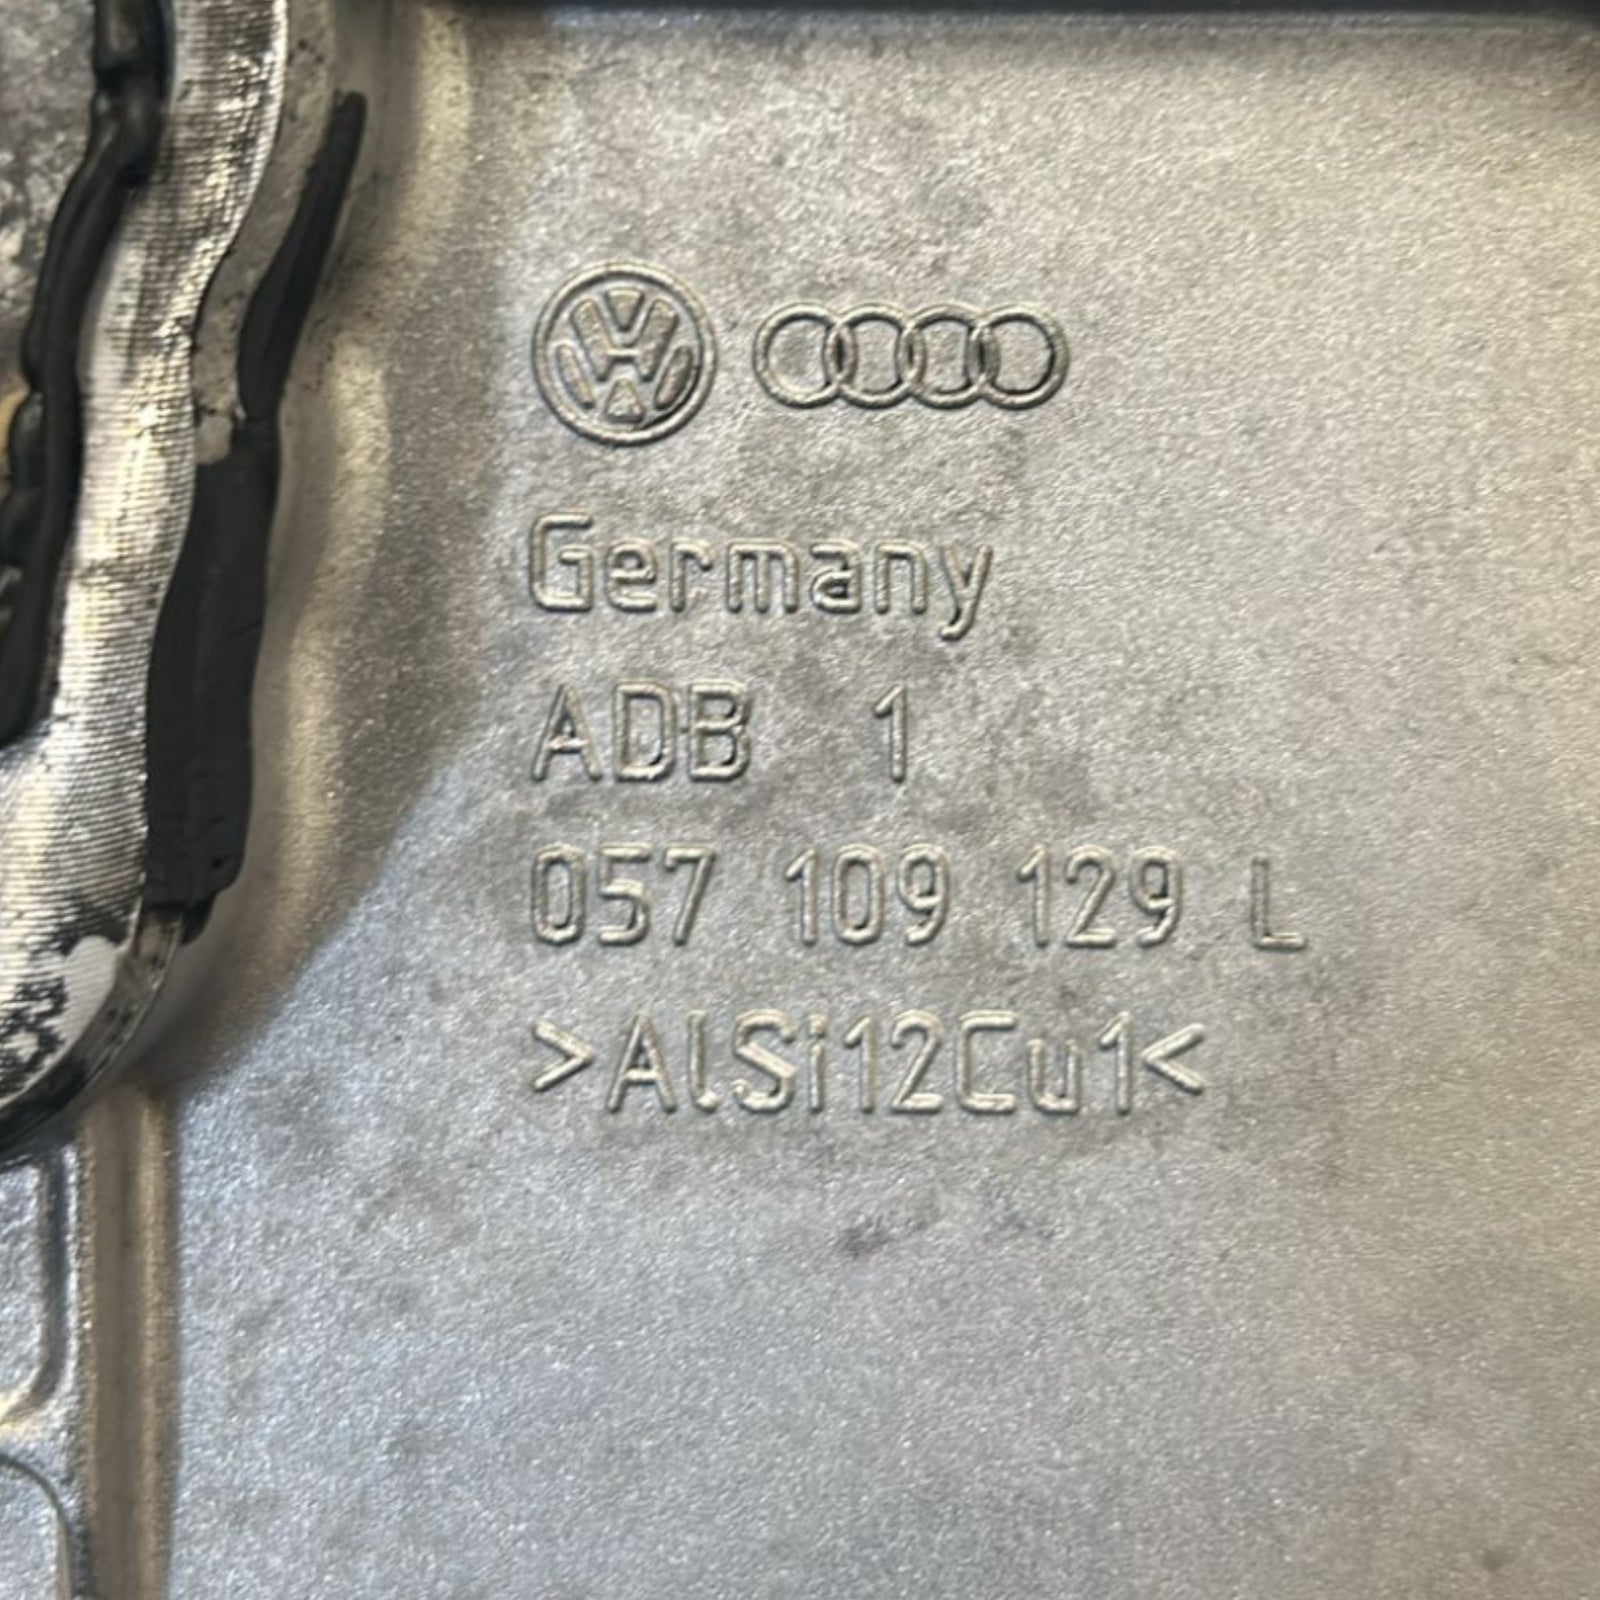 Germany
ADB 1
057 109 129 L
>AlSi12Cu1<